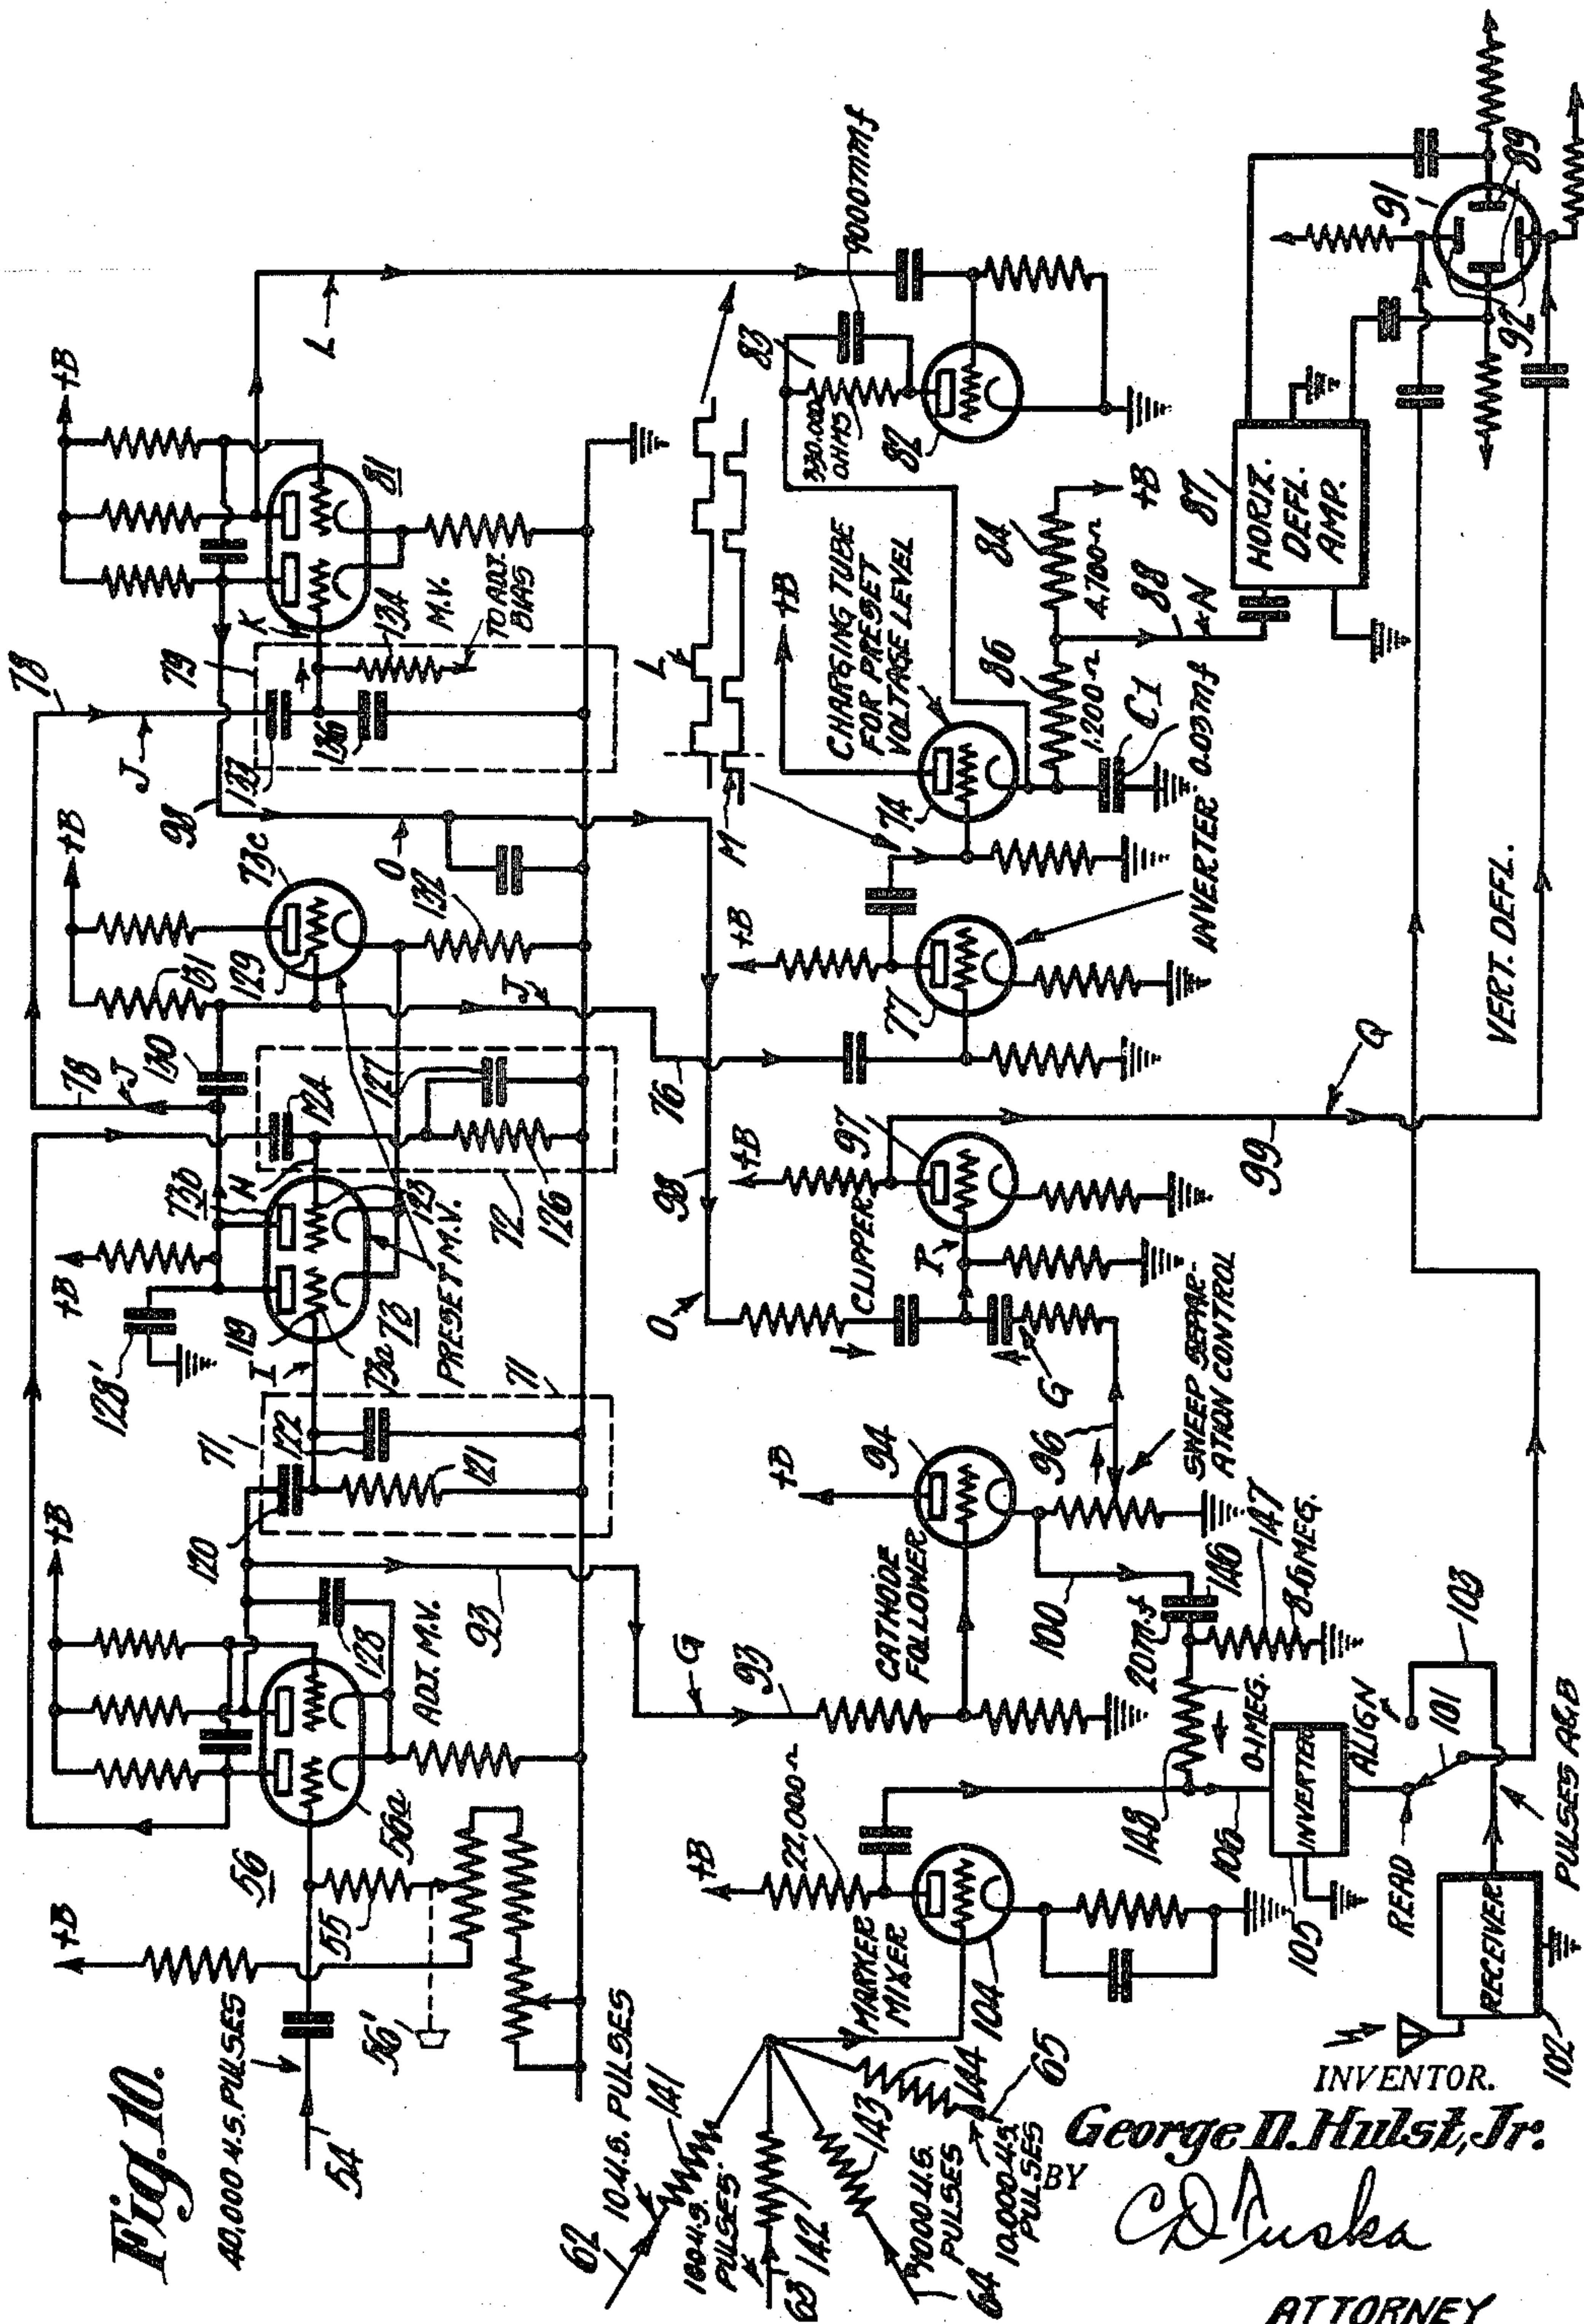 Fig. 10.
40,000 U.S. PULSES
54
+B
56
55
56'
56a
ADJ. M.V.
+B
128
120
71
122
121
71
93
128'
+B
119
I
73a
73
PRESET M.V.
73b
H
123
72
126
124
127
78
J
130
131
129
+B
73c
132
J
76
98
O
78
J
79
133
136
K
134
M.V.
TO ADJ. BIAS
81
+B
L
G
93
CATHODE FOLLOWER
94
+B
96
SWEEP SEPARATION CONTROL
100
20 m.f
146
147
8.6 MEG.
148
0.1 MEG.
O
98
CLIPPER
G
P
97
+B
99
Q
77
+B
INVERTER
M
L
CHARGING TUBE FOR PRESET VOLTAGE LEVEL
74
+B
86
1,200 Ω
C1
0.03 mf
84
4,700 Ω
+B
88
N
82
330,000 OHMS
83
9000 mmf
87
HORIZ. DEFL. AMP.
91
89
92
VERT. DEFL.
62
10 U.S. PULSES
141
100 U.S. PULSES
63
142
143
1000 U.S. PULSES
64
144
65
10,000 U.S. PULSES
MARKER MIXER
104
22,000 Ω
+B
106
105
INVERTER
READ
ALIGN
101
103
RECEIVER
102
PULSES A & B
INVENTOR.
George D. Hulst, Jr.
BY
C D Tuska
ATTORNEY